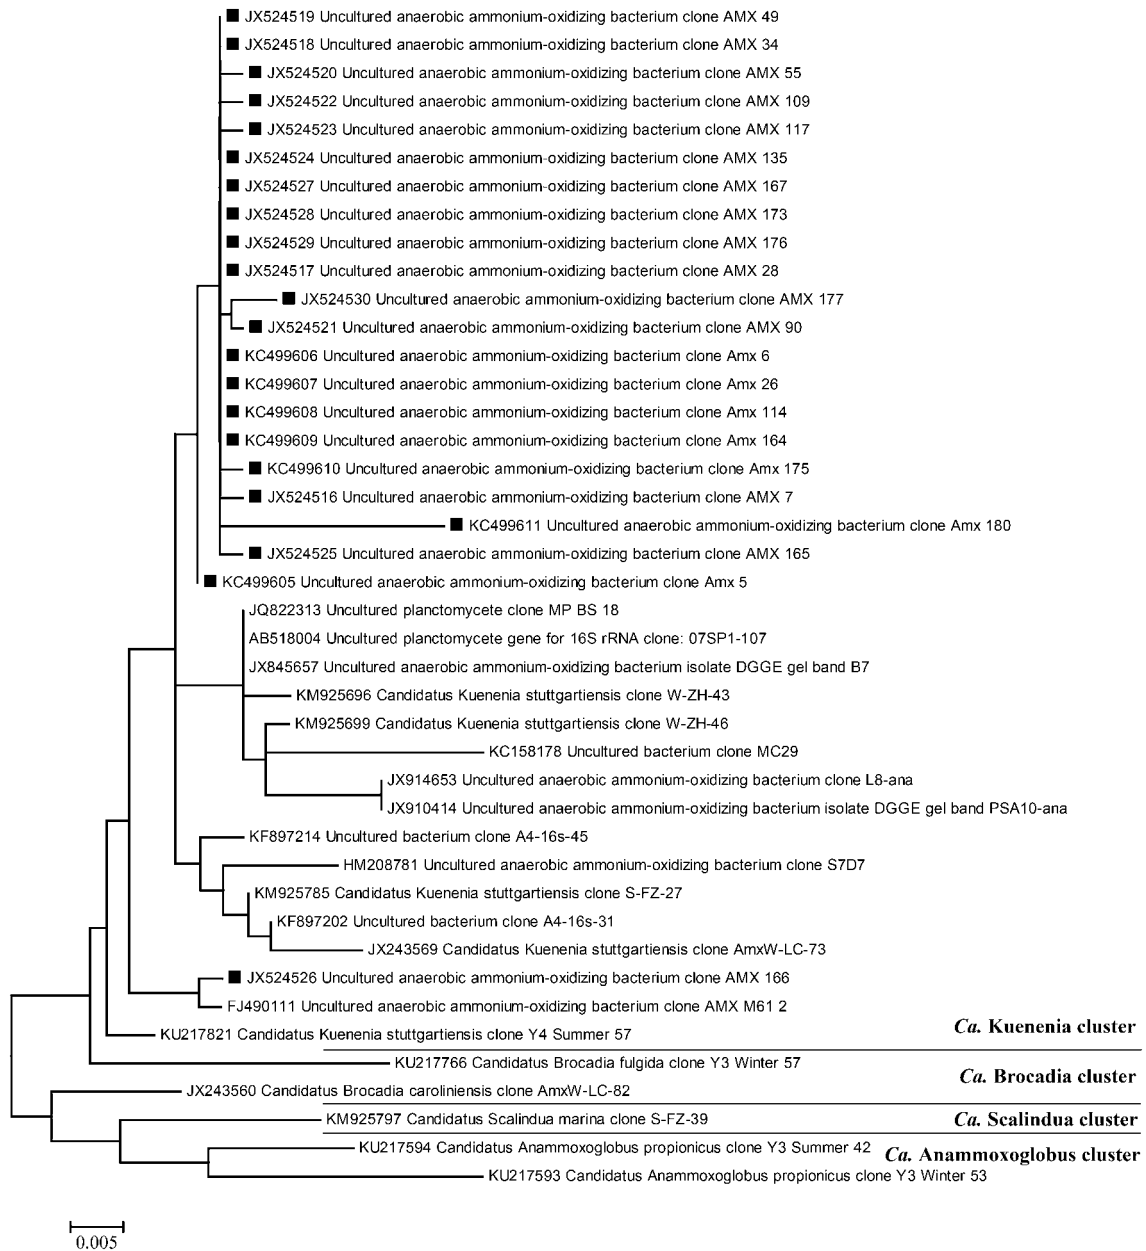 JX524519 Uncultured anaerobic ammonium-oxidizing bacterium clone AMX 49
JX524518 Uncultured anaerobic ammonium-oxidizing bacterium clone AMX 34
JX524520 Uncultured anaerobic ammonium-oxidizing bacterium clone AMX 55
JX524522 Uncultured anaerobic ammonium-oxidizing bacterium clone AMX 109
JX524523 Uncultured anaerobic ammonium-oxidizing bacterium clone AMX 117
JX524524 Uncultured anaerobic ammonium-oxidizing bacterium clone AMX 135
JX524527 Uncultured anaerobic ammonium-oxidizing bacterium clone AMX 167
JX524528 Uncultured anaerobic ammonium-oxidizing bacterium clone AMX 173
JX524529 Uncultured anaerobic ammonium-oxidizing bacterium clone AMX 176
JX524517 Uncultured anaerobic ammonium-oxidizing bacterium clone AMX 28
JX524530 Uncultured anaerobic ammonium-oxidizing bacterium clone AMX 177
JX524521 Uncultured anaerobic ammonium-oxidizing bacterium clone AMX 90
KC499606 Uncultured anaerobic ammonium-oxidizing bacterium clone Amx 6
KC499607 Uncultured anaerobic ammonium-oxidizing bacterium clone Amx 26
KC499608 Uncultured anaerobic ammonium-oxidizing bacterium clone Amx 114
KC499609 Uncultured anaerobic ammonium-oxidizing bacterium clone Amx 164
KC499610 Uncultured anaerobic ammonium-oxidizing bacterium clone Amx 175
JX524516 Uncultured anaerobic ammonium-oxidizing bacterium clone AMX 7
KC499611 Uncultured anaerobic ammonium-oxidizing bacterium clone Amx 180
JX524525 Uncultured anaerobic ammonium-oxidizing bacterium clone AMX 165
KC499605 Uncultured anaerobic ammonium-oxidizing bacterium clone Amx 5
JQ822313 Uncultured planctomycete clone MP BS 18
AB518004 Uncultured planctomycete gene for 16S rRNA clone: 07SP1-107
JX845657 Uncultured anaerobic ammonium-oxidizing bacterium isolate DGGE gel band B7
KM925696 Candidatus Kuenenia stuttgartiensis clone W-ZH-43
KM925699 Candidatus Kuenenia stuttgartiensis clone W-ZH-46
KC158178 Uncultured bacterium clone MC29
JX914653 Uncultured anaerobic ammonium-oxidizing bacterium clone L8-ana
JX910414 Uncultured anaerobic ammonium-oxidizing bacterium isolate DGGE gel band PSA10-ana
KF897214 Uncultured bacterium clone A4-16s-45
HM208781 Uncultured anaerobic ammonium-oxidizing bacterium clone S7D7
KM925785 Candidatus Kuenenia stuttgartiensis clone S-FZ-27
KF897202 Uncultured bacterium clone A4-16s-31
JX243569 Candidatus Kuenenia stuttgartiensis clone AmxW-LC-73
JX524526 Uncultured anaerobic ammonium-oxidizing bacterium clone AMX 166
FJ490111 Uncultured anaerobic ammonium-oxidizing bacterium clone AMX M61 2
KU217821 Candidatus Kuenenia stuttgartiensis clone Y4 Summer 57
Ca. Kuenenia cluster
KU217766 Candidatus Brocadia fulgida clone Y3 Winter 57
Ca. Brocadia cluster
JX243560 Candidatus Brocadia caroliniensis clone AmxW-LC-82
KM925797 Candidatus Scalindua marina clone S-FZ-39
Ca. Scalindua cluster
KU217594 Candidatus Anammoxoglobus propionicus clone Y3 Summer 42
Ca. Anammoxoglobus cluster
KU217593 Candidatus Anammoxoglobus propionicus clone Y3 Winter 53
0.005